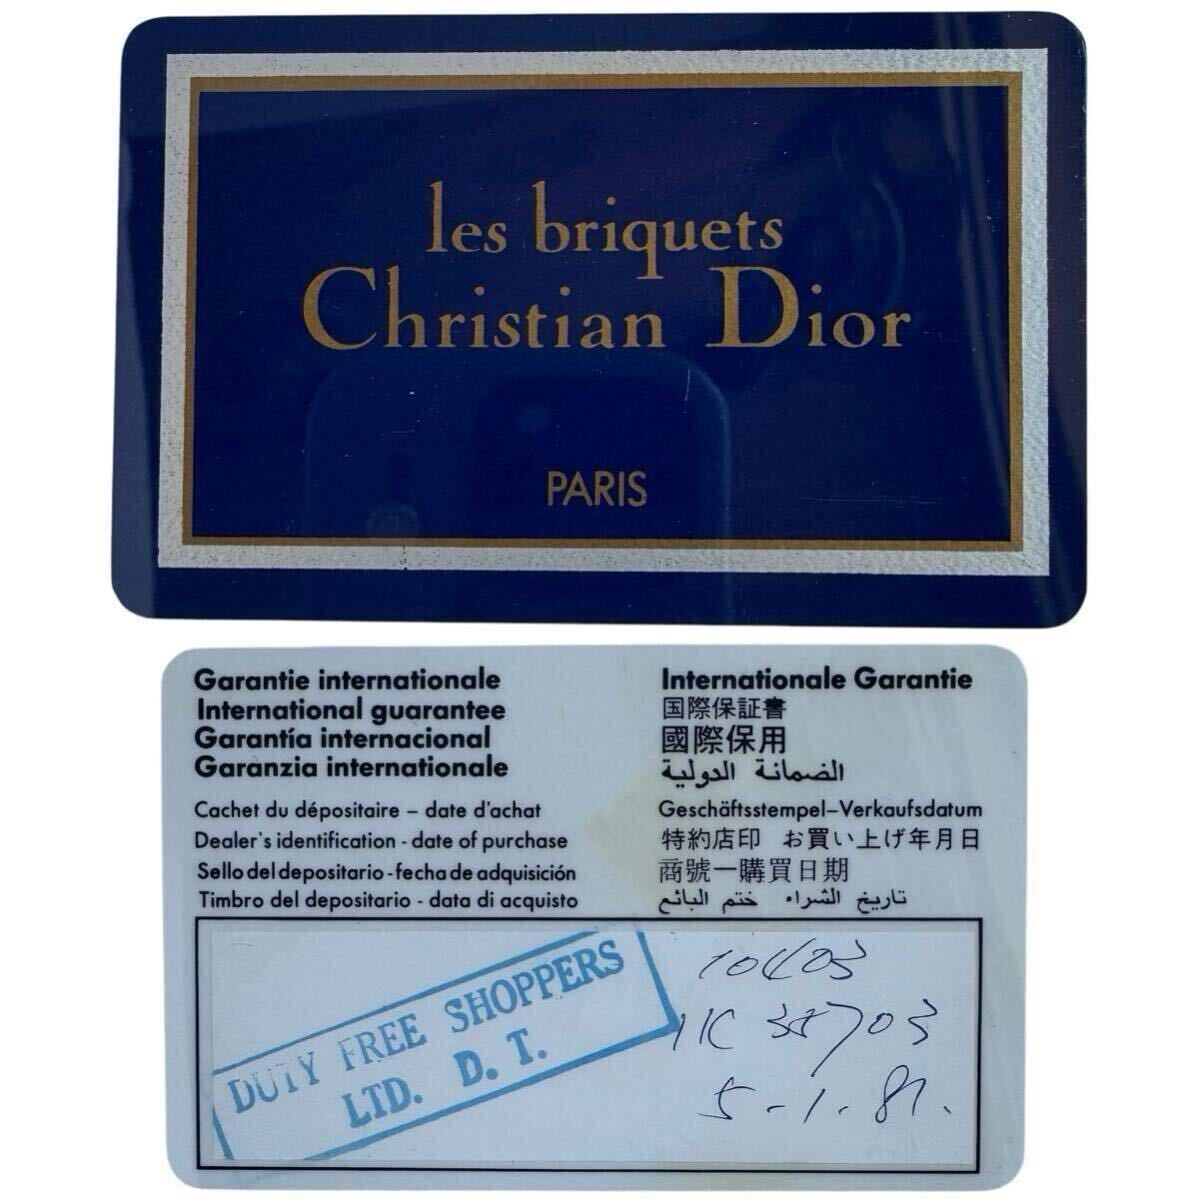 les briquets
Christian Dior
PARIS
Garantie internationale
International guarantee
Garantía internacional
Garanzia internationale
Cachet du dépositaire – date d'achat
Dealer's identification - date of purchase
Sello del depositario - fecha de adquisición
Timbro del depositario - data di acquisto
Internationale Garantie
国際保証書
國際保用
الضمانة الدولية
Geschäftsstempel–Verkaufsdatum
特約店印 お買い上げ年月日
商號一購買日期
تاريخ الشراء ختم البائع
DUTY FREE SHOPPERS
LTD. D. T.
10403
5-1.81.